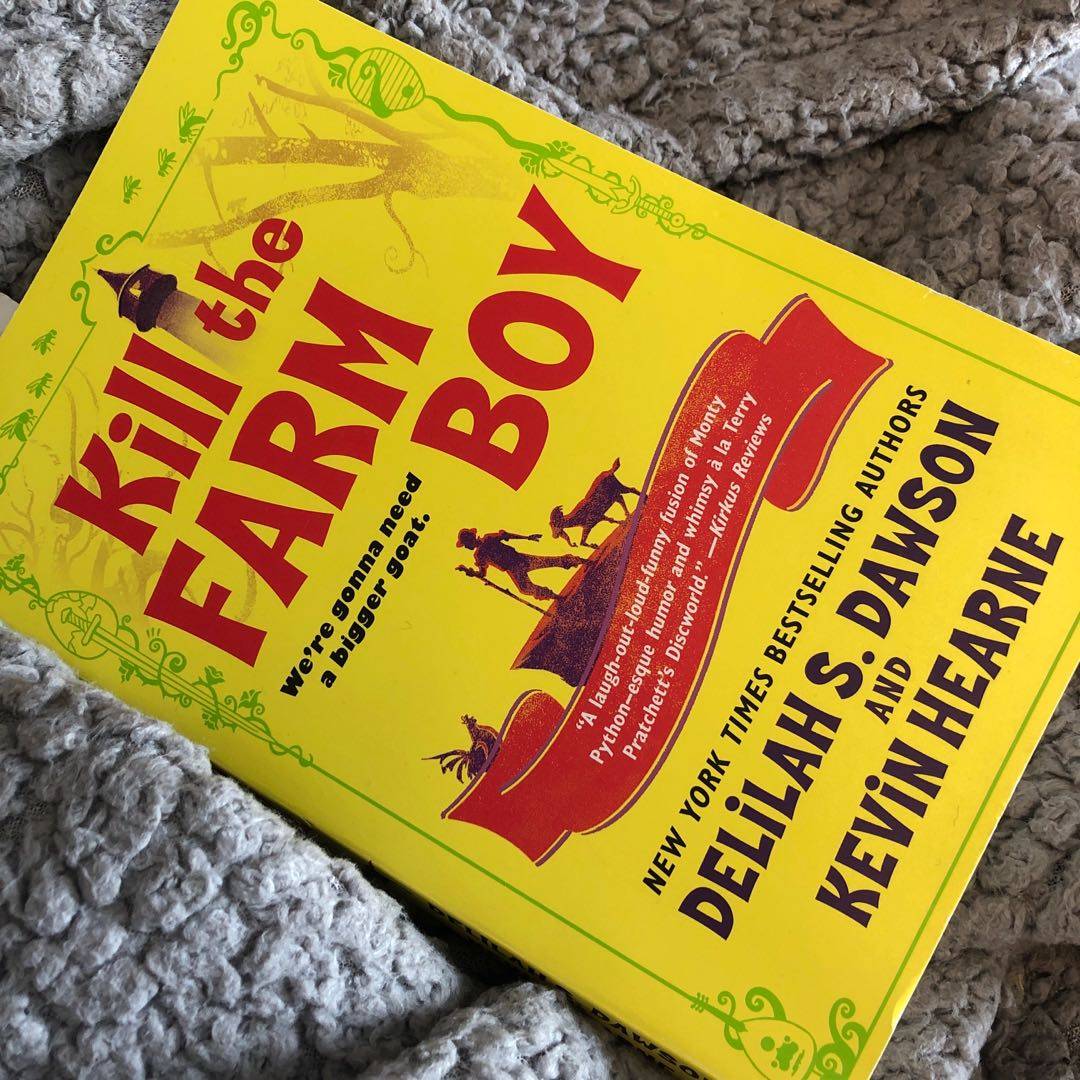 Kill the
FARM
BOY
We're gonna need
a bigger goat.
"A laugh-out-loud-funny fusion of Monty
Python-esque humor and whimsy à la Terry
Pratchett's Discworld." —Kirkus Reviews
NEW YORK TIMES BESTSELLING AUTHORS
DELiLAH S. DAWSON
AND
KEViN HEARNE